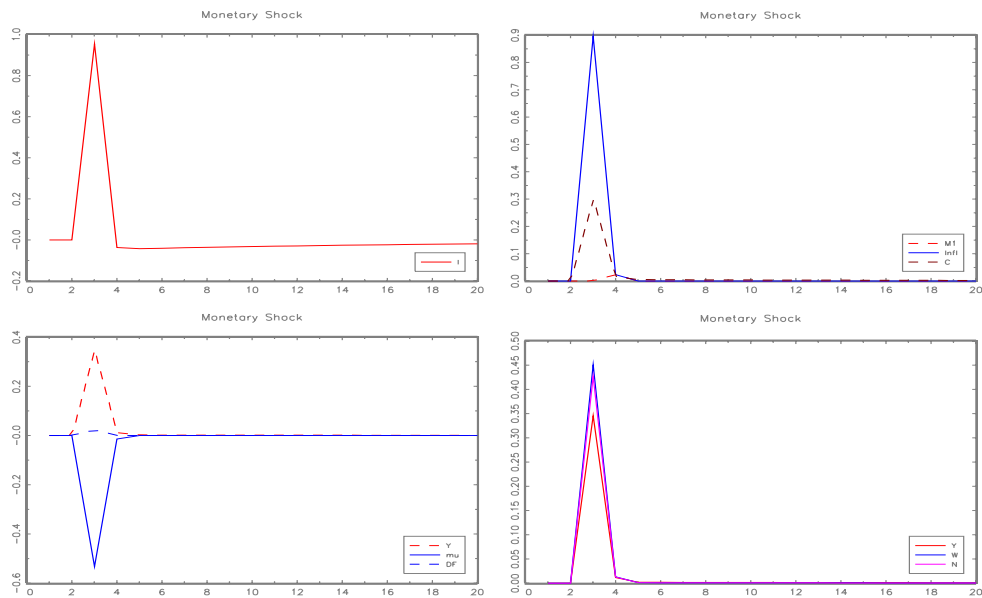 Monetary Shock
1.0
0.8
0.6
0.4
0.2
-0.0
-0.2
0 2 4 6 8 10 12 14 16 18 20
I
Monetary Shock
0.9
0.8
0.7
0.6
0.5
0.4
0.3
0.2
0.1
0.0
0 2 4 6 8 10 12 14 16 18 20
M1
Infl
C
Monetary Shock
0.4
0.2
-0.0
-0.2
-0.4
-0.6
0 2 4 6 8 10 12 14 16 18 20
Y
mu
DF
Monetary Shock
0.50
0.45
0.40
0.35
0.30
0.25
0.20
0.15
0.10
0.05
0.00
0 2 4 6 8 10 12 14 16 18 20
Y
W
N